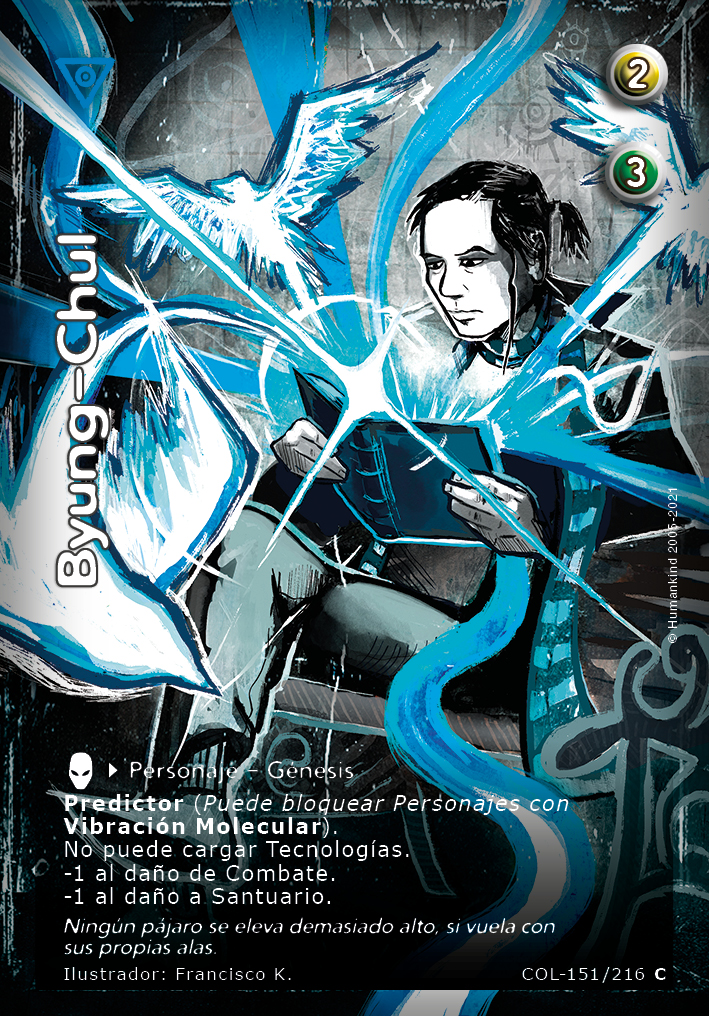 2
3
Byung-Chul
© Humankind 2005-2021
Personaje - Génesis
Predictor (Puede bloquear Personajes con
Vibración Molecular).
No puede cargar Tecnologías.
-1 al daño de Combate.
-1 al daño a Santuario.
Ningún pájaro se eleva demasiado alto, si vuela con
sus propias alas.
Ilustrador: Francisco K.
COL-151/216 C